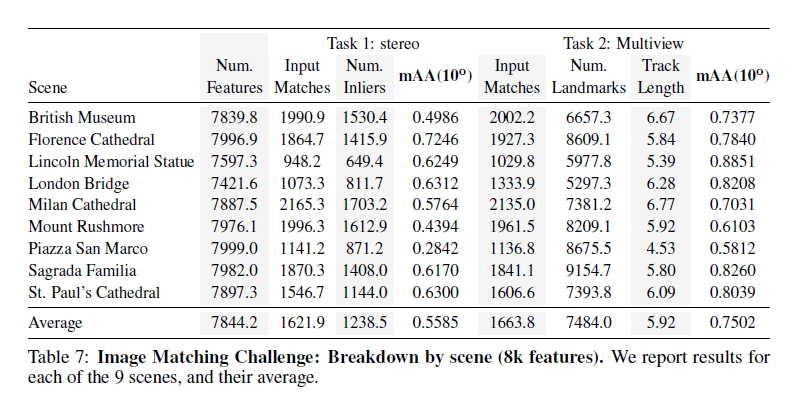 Task 1: stereo Task 2: Multiview
Num. Input Num. Input Num. Track
Scene Features Matches Inliers mAA(10º) Matches Landmarks Length mAA(10º)
British Museum 7839.8 1990.9 1530.4 0.4986 2002.2 6657.3 6.67 0.7377
Florence Cathedral 7996.9 1864.7 1415.9 0.7246 1927.3 8609.1 5.84 0.7840
Lincoln Memorial Statue 7597.3 948.2 649.4 0.6249 1029.8 5977.8 5.39 0.8851
London Bridge 7421.6 1073.3 811.7 0.6312 1333.9 5297.3 6.28 0.8208
Milan Cathedral 7887.5 2165.3 1703.2 0.5764 2135.0 7381.2 6.77 0.7031
Mount Rushmore 7976.1 1996.3 1612.9 0.4394 1961.5 8209.1 5.92 0.6103
Piazza San Marco 7999.0 1141.2 871.2 0.2842 1136.8 8675.5 4.53 0.5812
Sagrada Familia 7982.0 1870.3 1408.0 0.6170 1841.1 9154.7 5.80 0.8260
St. Paul's Cathedral 7897.3 1546.7 1144.0 0.6300 1606.6 7393.8 6.09 0.8039
Average 7844.2 1621.9 1238.5 0.5585 1663.8 7484.0 5.92 0.7502
Table 7: Image Matching Challenge: Breakdown by scene (8k features). We report results for
each of the 9 scenes, and their average.